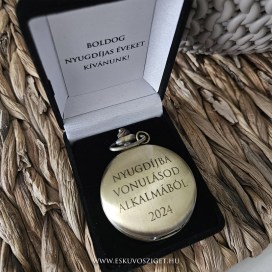 BOLDOG
NYUGDÍJAS ÉVEKET
KÍVÁNUNK!
NYUGDÍJBA
VONULÁSOD
ALKALMÁBÓL
2024
WWW.ESKUVOSZIGET.HU